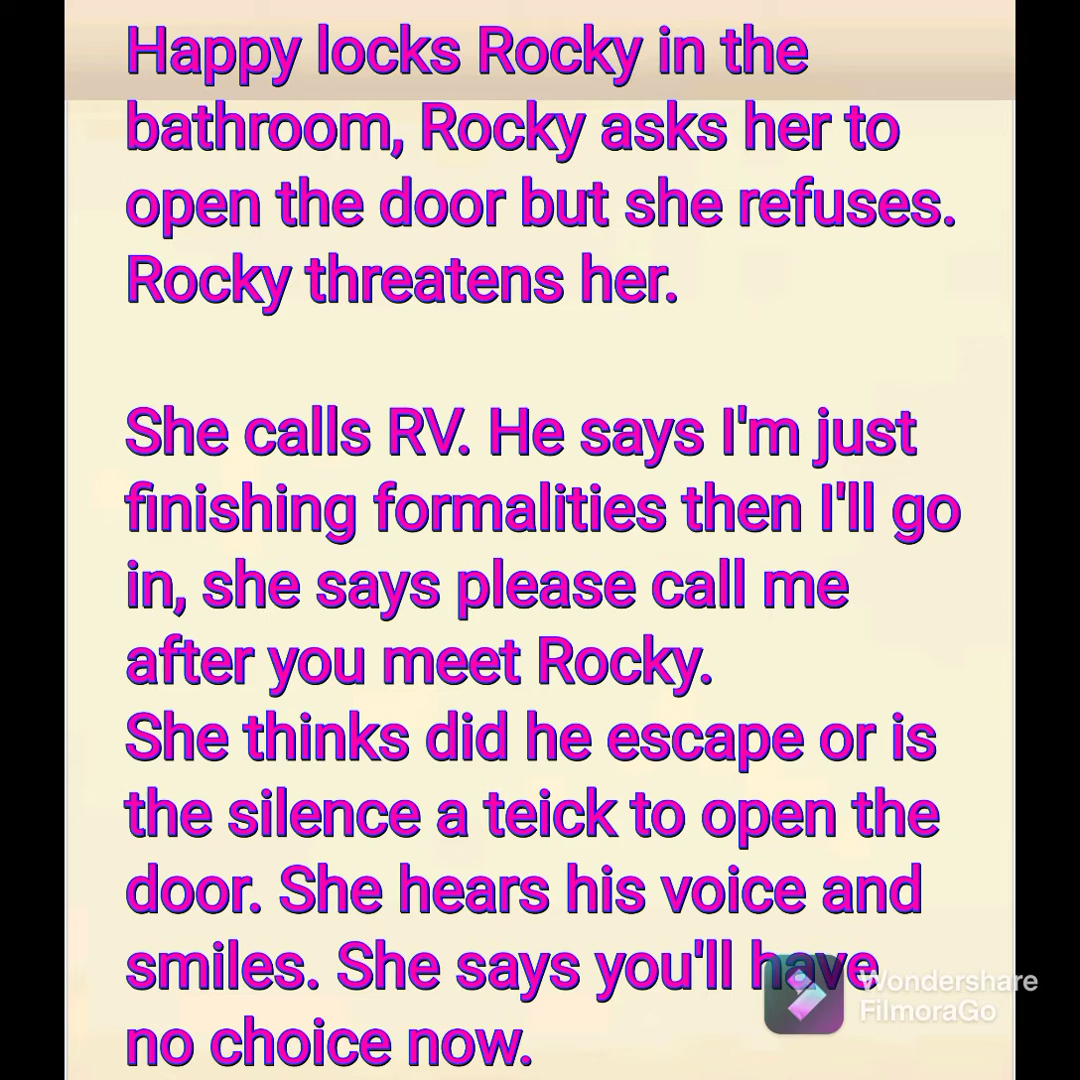 Happy locks Rocky in the
bathroom, Rocky asks her to
open the door but she refuses.
Rocky threatens her.
She calls RV. He says I'm just
finishing formalities then I'll go
in, she says please call me
after you meet Rocky.
She thinks did he escape or is
the silence a teick to open the
door. She hears his voice and
smiles. She says you'll have
no choice now.
Wondershare
FilmoraGo